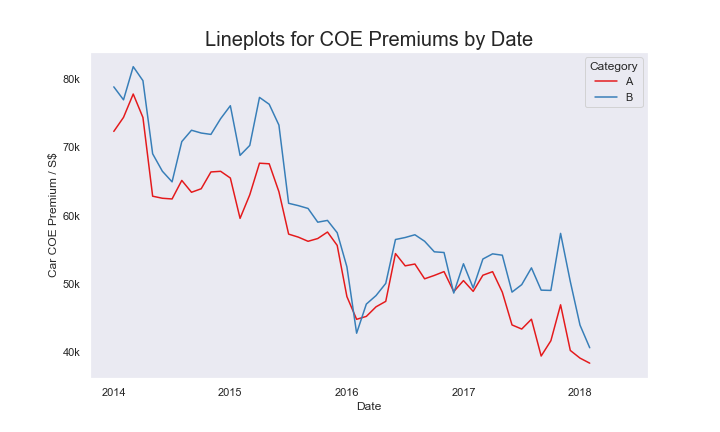 Lineplots for COE Premiums by Date
Category
A
B
80k
70k
60k
50k
40k
Car COE Premium / S$
2014 2015 2016 2017 2018
Date